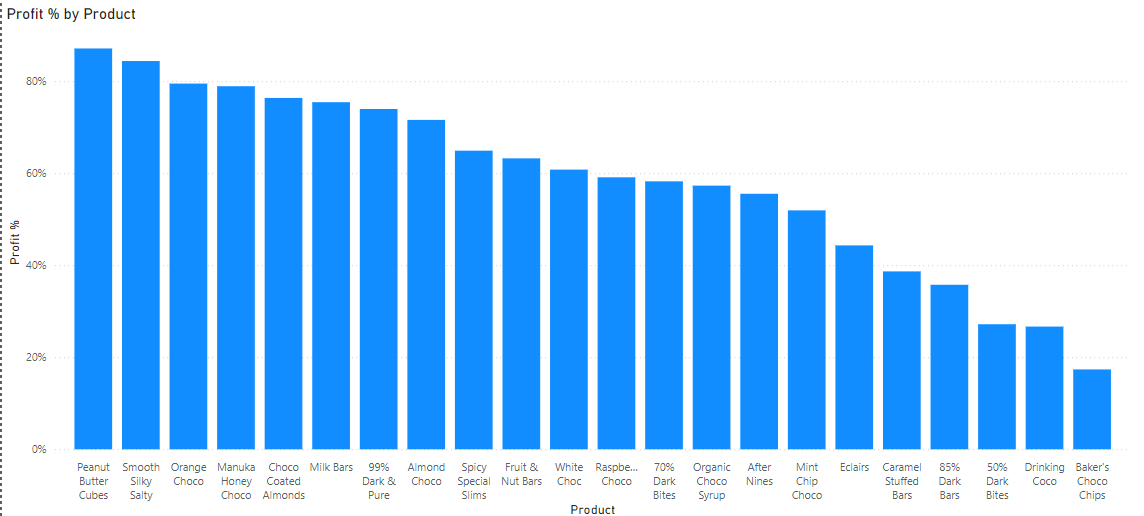 Profit % by Product
Profit %
80%
60%
40%
20%
0%
Peanut
Butter
Cubes
Smooth
Silky
Salty
Orange
Choco
Manuka
Honey
Choco
Choco
Coated
Almonds
Milk Bars
99%
Dark &
Pure
Almond
Choco
Spicy
Special
Slims
Fruit &
Nut Bars
White
Choc
Raspbe...
Choco
70%
Dark
Bites
Organic
Choco
Syrup
After
Nines
Mint
Chip
Choco
Eclairs
Caramel
Stuffed
Bars
85%
Dark
Bars
50%
Dark
Bites
Drinking
Coco
Baker's
Choco
Chips
Product